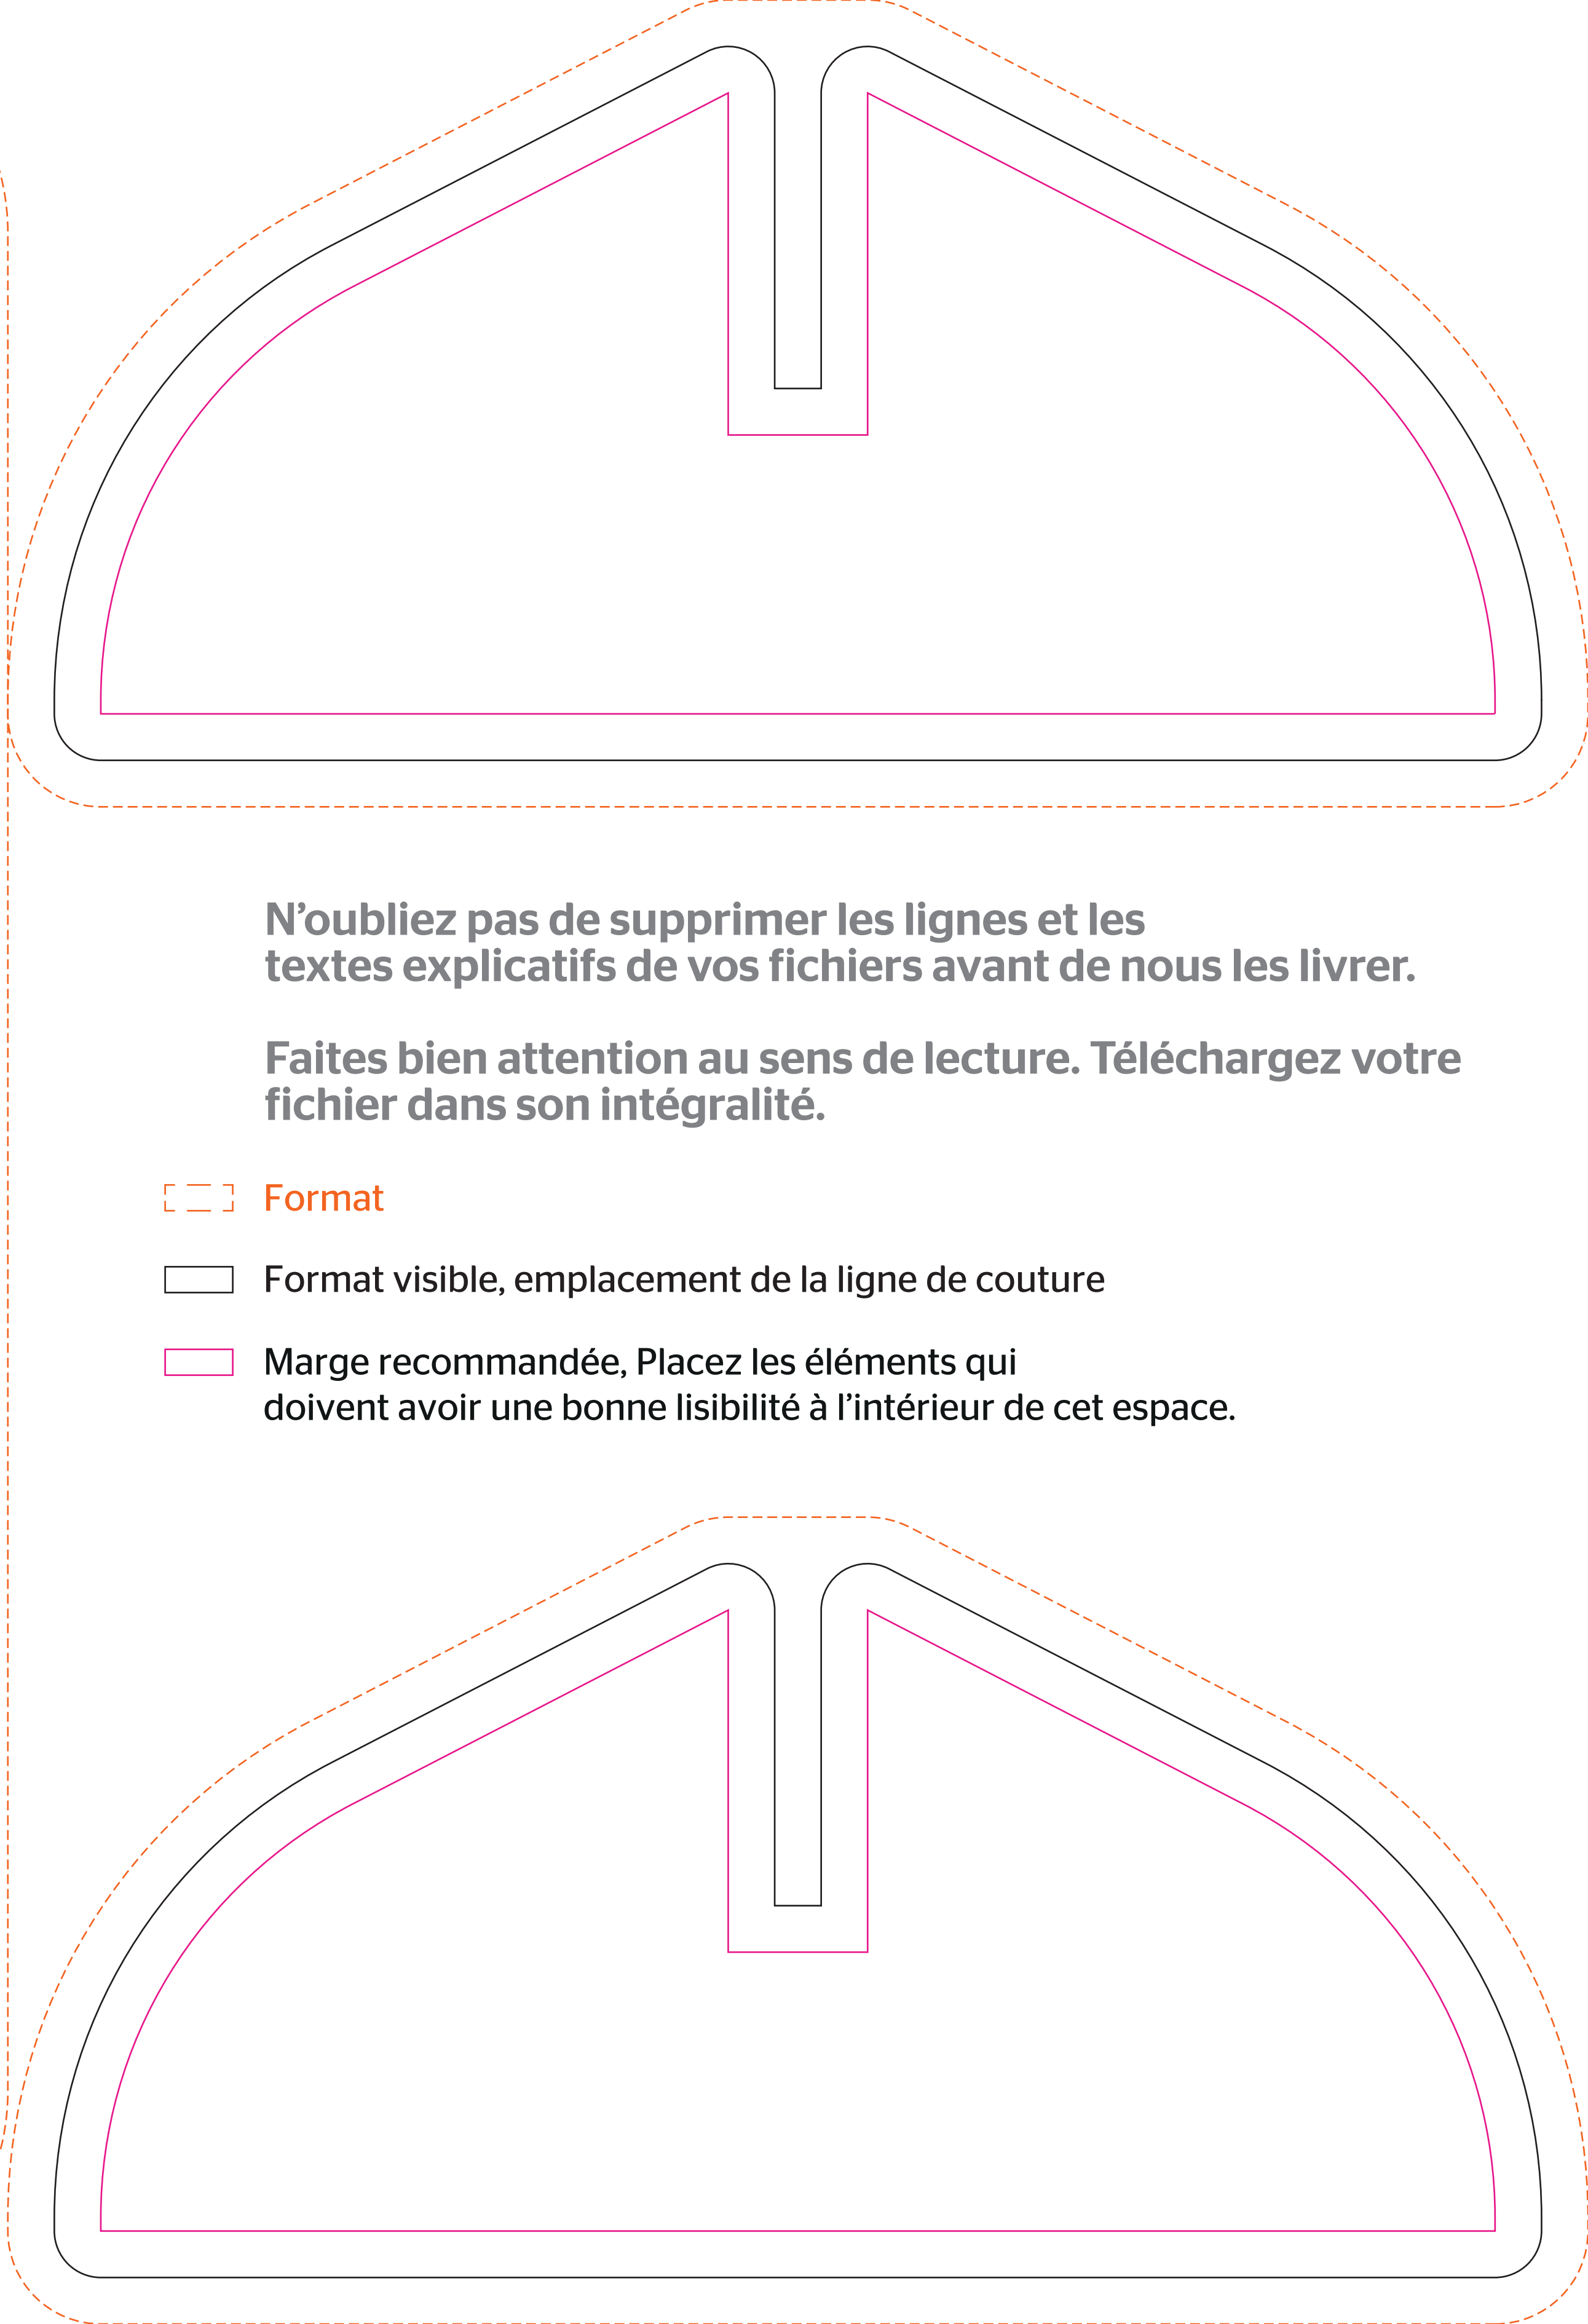 N’oubliez pas de supprimer les lignes et les
textes explicatifs de vos fichiers avant de nous les livrer.
Faites bien attention au sens de lecture. Téléchargez votre
fichier dans son intégralité.
Format
Format visible, emplacement de la ligne de couture
Marge recommandée, Placez les éléments qui
doivent avoir une bonne lisibilité à l’intérieur de cet espace.